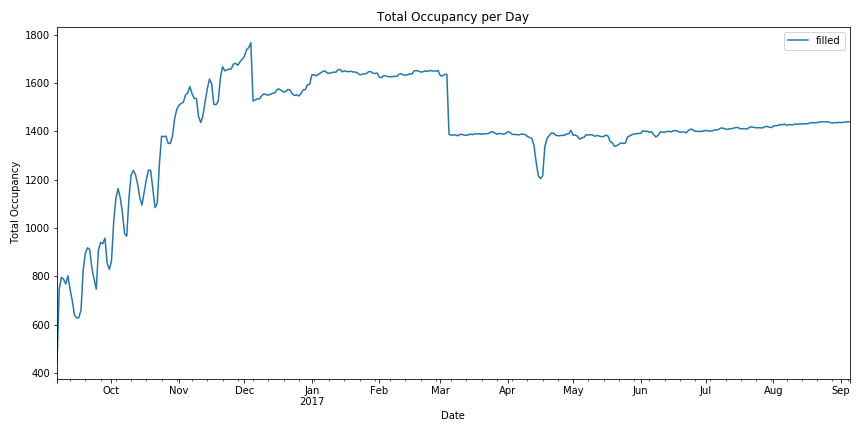 Total Occupancy per Day
filled
1800
1600
1400
1200
1000
800
600
400
Total Occupancy
Oct Nov Dec Jan Feb Mar Apr May Jun Jul Aug Sep
2017
Date